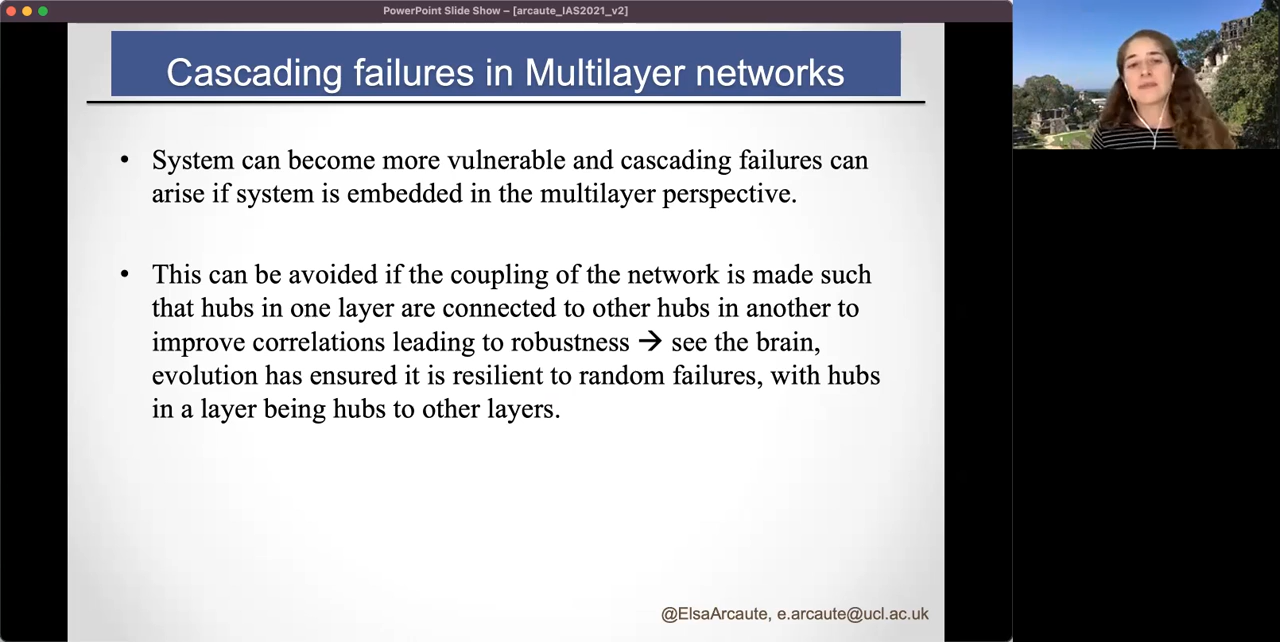 PowerPoint Slide Show – [arcaute_IAS2021_v2]
Cascading failures in Multilayer networks
• System can become more vulnerable and cascading failures can
arise if system is embedded in the multilayer perspective.
• This can be avoided if the coupling of the network is made such
that hubs in one layer are connected to other hubs in another to
improve correlations leading to robustness → see the brain,
evolution has ensured it is resilient to random failures, with hubs
in a layer being hubs to other layers.
@ElsaArcaute, e.arcaute@ucl.ac.uk